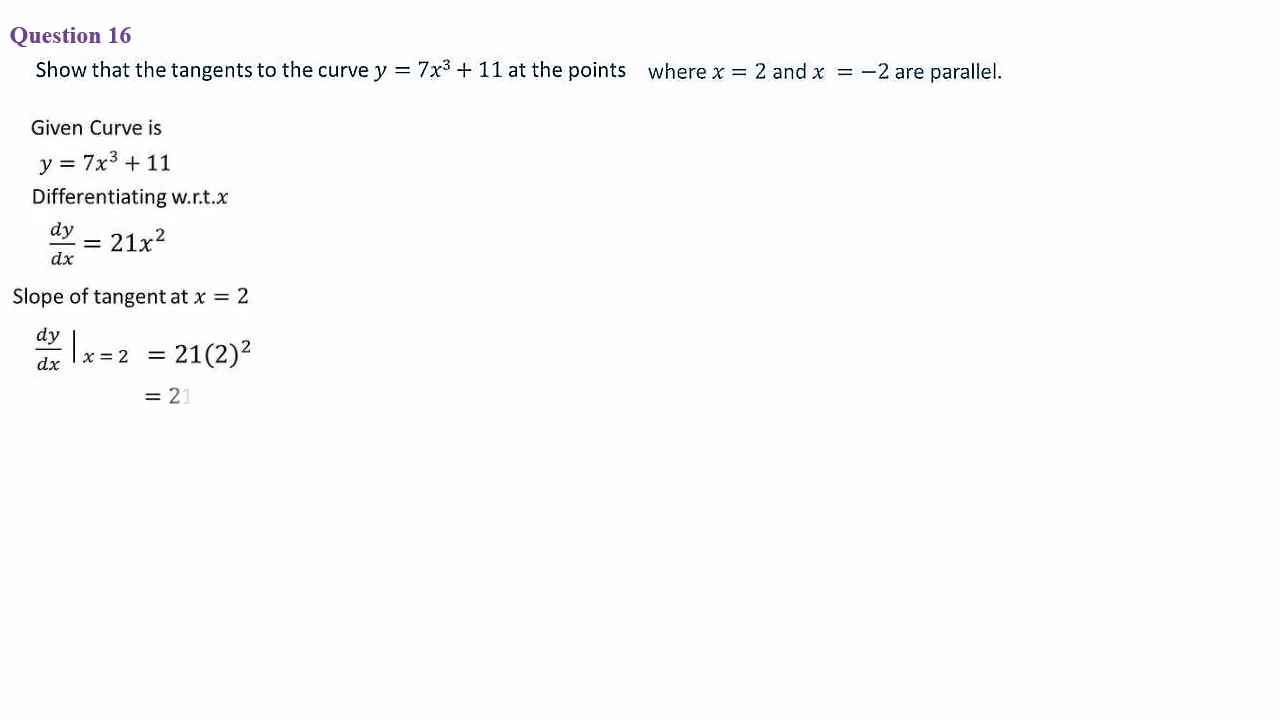 Question 16
Show that the tangents to the curve y = 7x³ + 11 at the points where x = 2 and x = −2 are parallel.
Given Curve is
y = 7x³ + 11
Differentiating w.r.t.x
dy/dx = 21x²
Slope of tangent at x = 2
dy/dx |x = 2 = 21(2)²
= 21